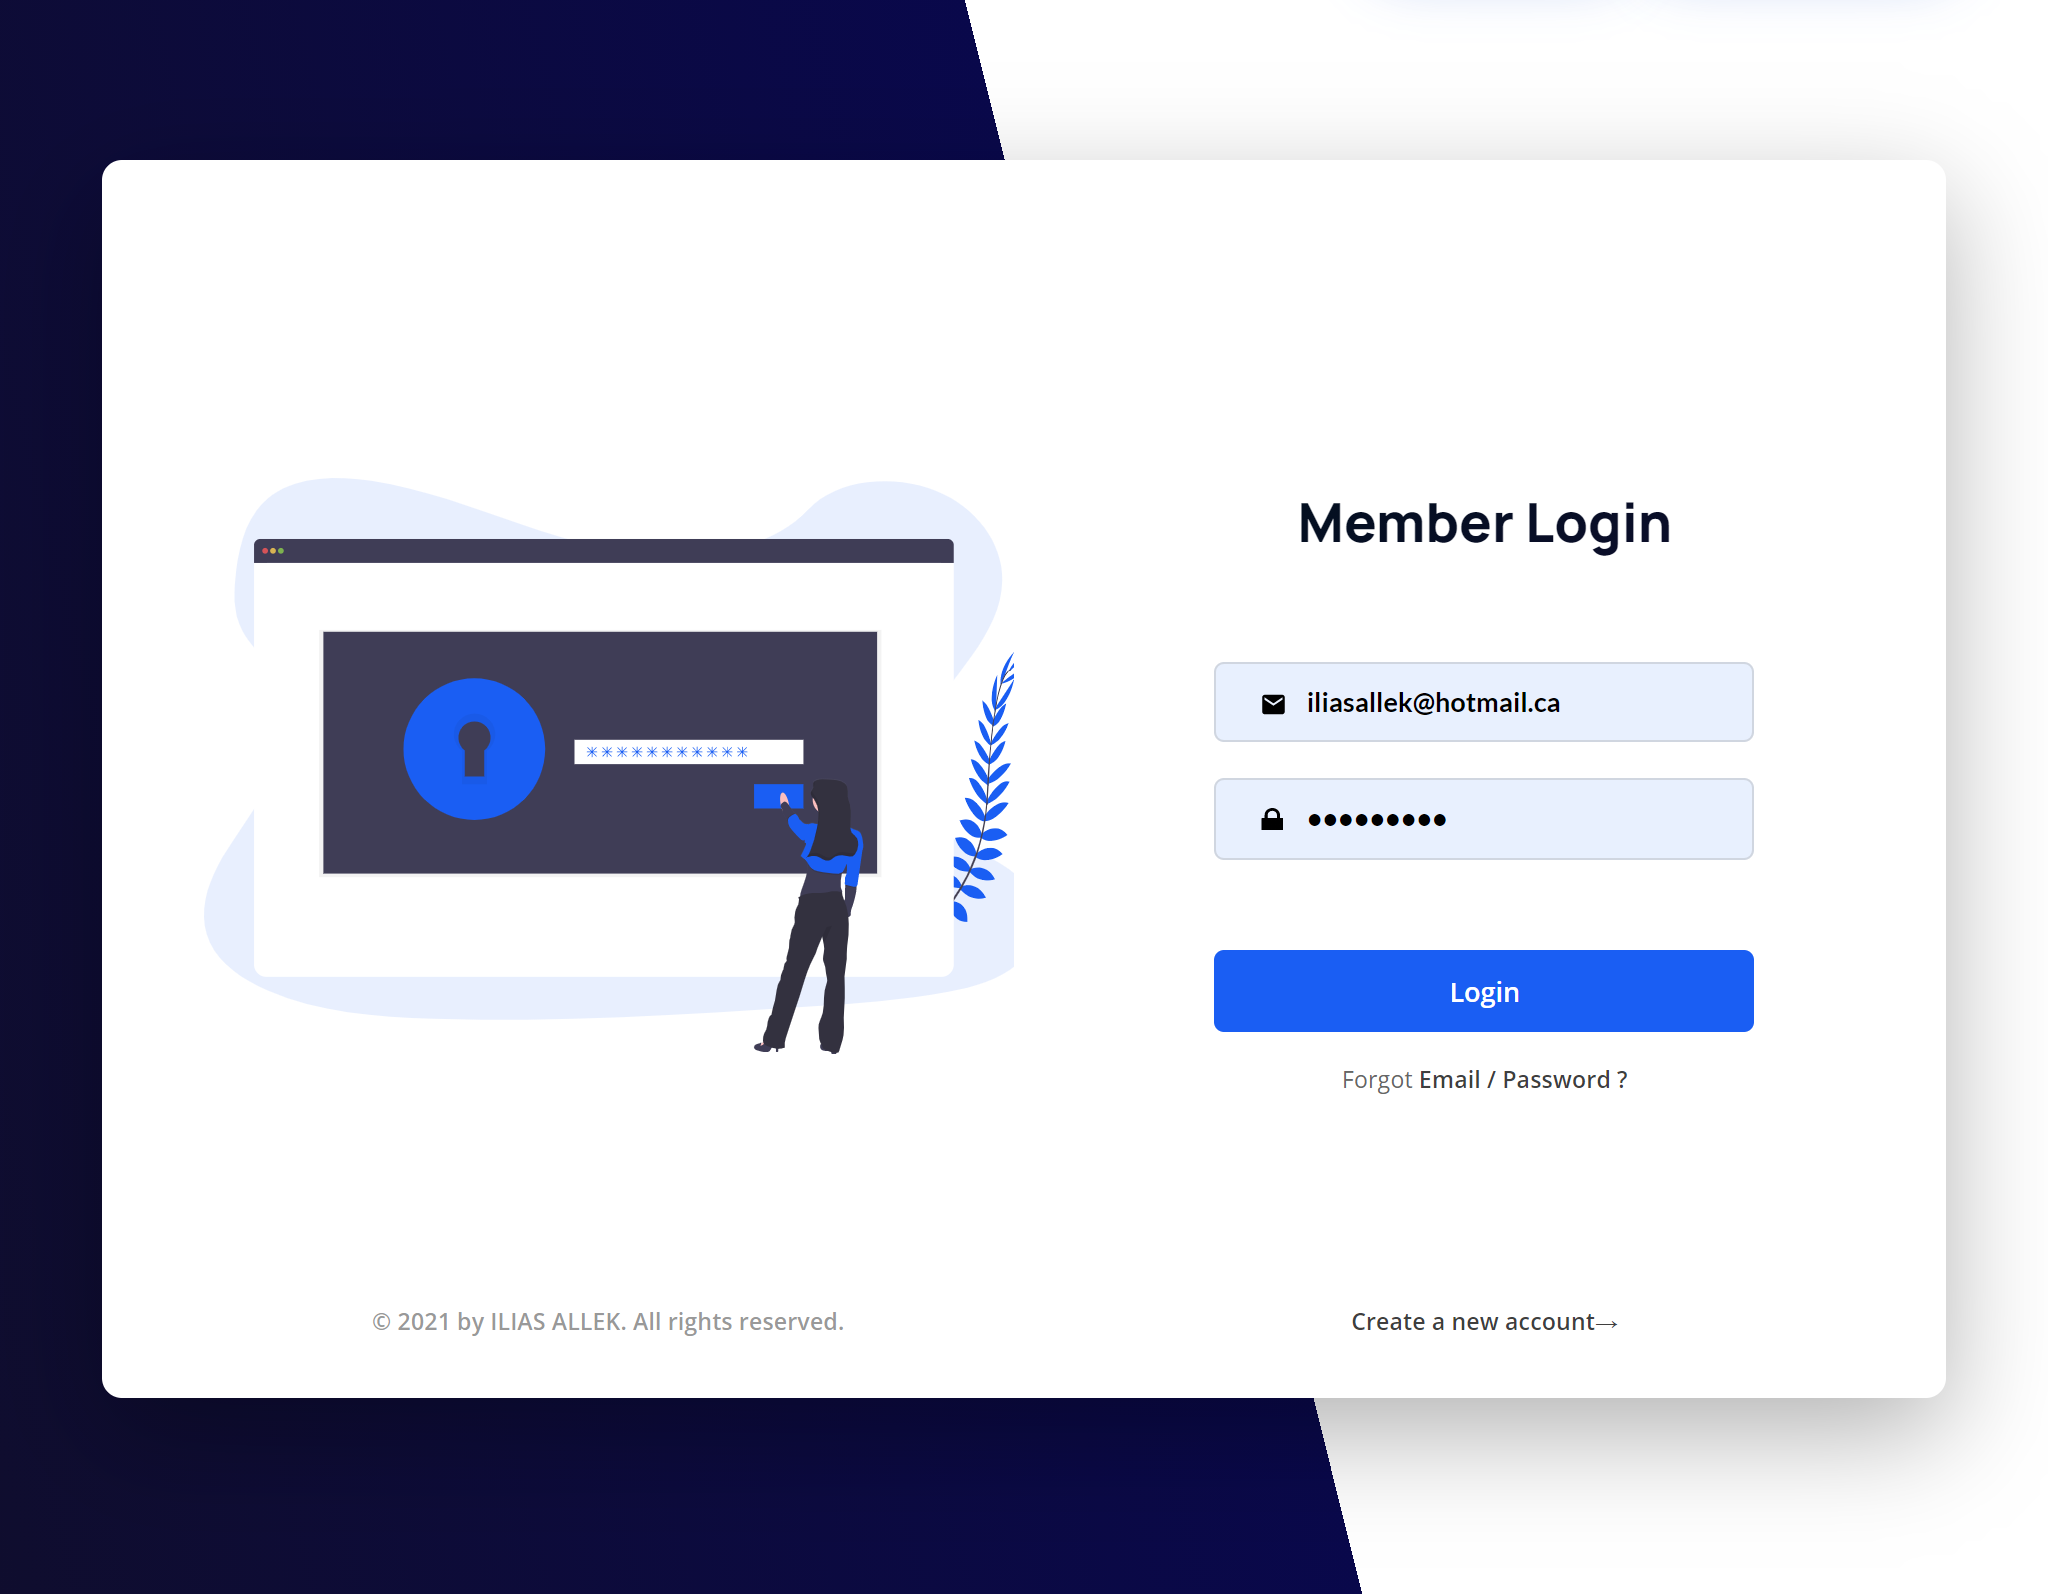 Member Login
iliasallek@hotmail.ca
•••••••••
***********
Login
Forgot Email / Password ?
© 2021 by ILIAS ALLEK. All rights reserved.
Create a new account→